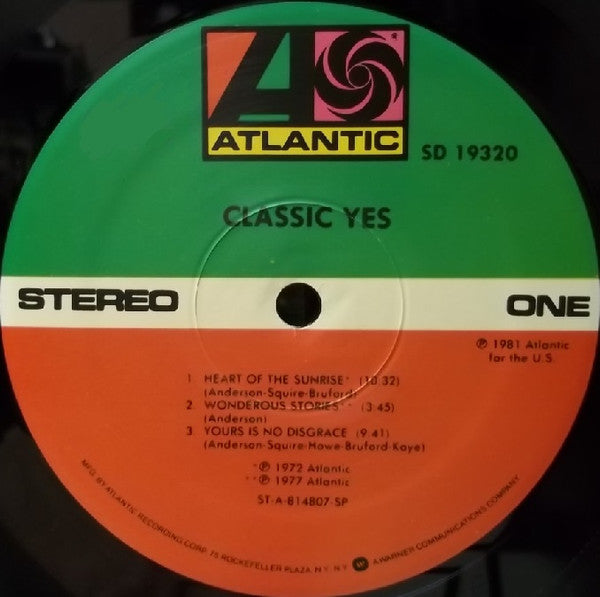 ATLANTIC
SD 19320
CLASSIC YES
STEREO
ONE
℗ 1981 Atlantic
for the U.S.
1. HEART OF THE SUNRISE* (10:32)
(Anderson-Squire-Bruford)
2. WONDEROUS STORIES** (3:45)
(Anderson)
3. YOURS IS NO DISGRACE (9:41)
(Anderson-Squire-Howe-Bruford-Kaye)
*℗ 1972 Atlantic
**℗ 1977 Atlantic
ST-A-814807-SP
MFG. BY ATLANTIC RECORDING CORP. 75 ROCKEFELLER PLAZA. N.Y. N.Y. A WARNER COMMUNICATIONS COMPANY